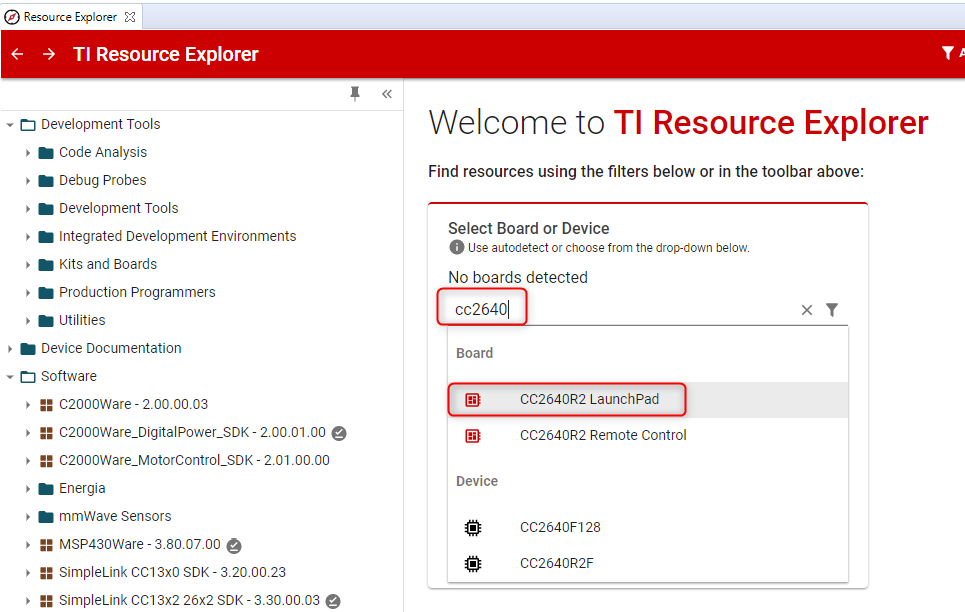 Resource Explorer
TI Resource Explorer
A
Development Tools
Code Analysis
Debug Probes
Development Tools
Integrated Development Environments
Kits and Boards
Production Programmers
Utilities
Device Documentation
Software
C2000Ware - 2.00.00.03
C2000Ware_DigitalPower_SDK - 2.00.01.00
C2000Ware_MotorControl_SDK - 2.01.00.00
Energia
mmWave Sensors
MSP430Ware - 3.80.07.00
SimpleLink CC13x0 SDK - 3.20.00.23
SimpleLink CC13x2 26x2 SDK - 3.30.00.03
Welcome to TI Resource Explorer
Find resources using the filters below or in the toolbar above:
Select Board or Device
Use autodetect or choose from the drop-down below.
No boards detected
cc2640
Board
CC2640R2 LaunchPad
CC2640R2 Remote Control
Device
CC2640F128
CC2640R2F